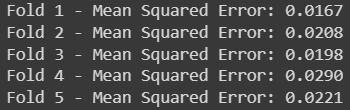 Fold 1 - Mean Squared Error: 0.0167
Fold 2 - Mean Squared Error: 0.0208
Fold 3 - Mean Squared Error: 0.0198
Fold 4 - Mean Squared Error: 0.0290
Fold 5 - Mean Squared Error: 0.0221